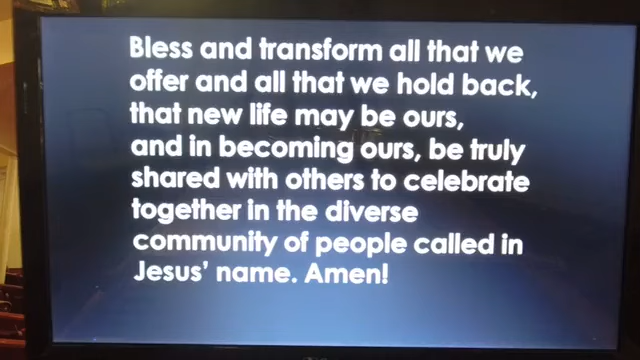 Bless and transform all that we
offer and all that we hold back,
that new life may be ours,
and in becoming ours, be truly
shared with others to celebrate
together in the diverse
community of people called in
Jesus’ name. Amen!